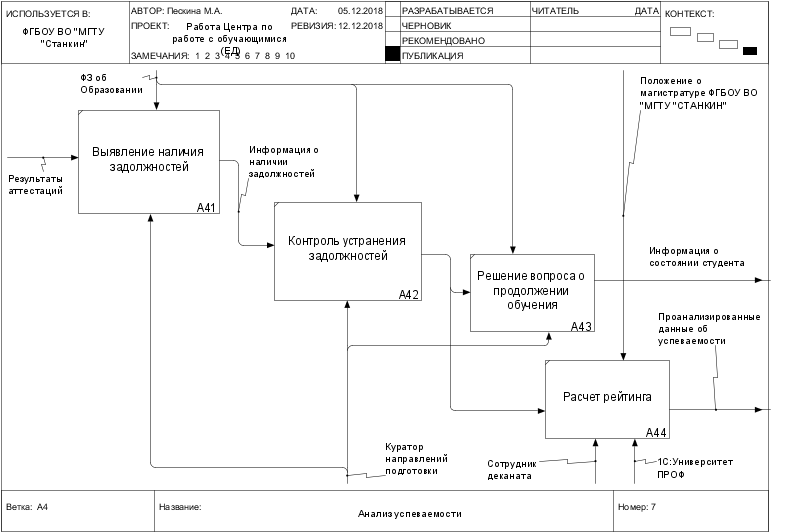 ИСПОЛЬЗУЕТСЯ В:
ФГБОУ ВО "МГТУ
"Станкин"
АВТОР: Пескина М.А.
ДАТА: 05.12.2018
ПРОЕКТ: Работа Центра по
работе с обучающимися
(ЕД)
РЕВИЗИЯ: 12.12.2018
ЗАМЕЧАНИЯ: 1 2 3 4 5 6 7 8 9 10
РАЗРАБАТЫВАЕТСЯ
ЧЕРНОВИК
РЕКОМЕНДОВАНО
ПУБЛИКАЦИЯ
ЧИТАТЕЛЬ ДАТА
КОНТЕКСТ:
ФЗ об
Образовании
Положение о
магистратуре ФГБОУ ВО
"МГТУ "СТАНКИН"
Выявление наличия
задолжностей
A41
Результаты
аттестаций
Информация о
наличии
задолжностей
Контроль устранения
задолжностей
A42
Решение вопроса о
продолжении
обучения
A43
Информация о
состоянии студента
Проанализированные
данные об
успеваемости
Расчет рейтинга
A44
Куратор
направлений
подготовки
Сотрудник
деканата
1С:Университет
ПРОФ
Ветка: A4
Название:
Анализ успеваемости
Номер: 7